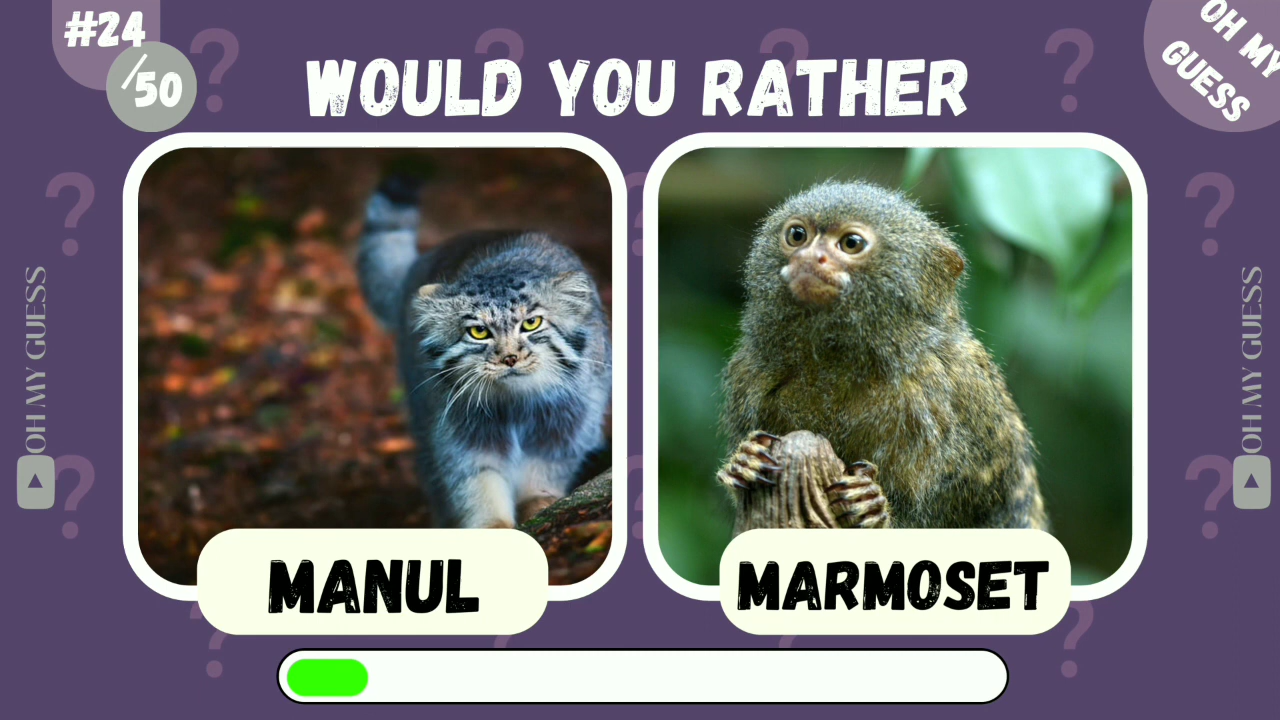 #24
/50
WOULD YOU RATHER
OH MY
GUESS
OH MY GUESS
OH MY GUESS
MANUL
MARMOSET